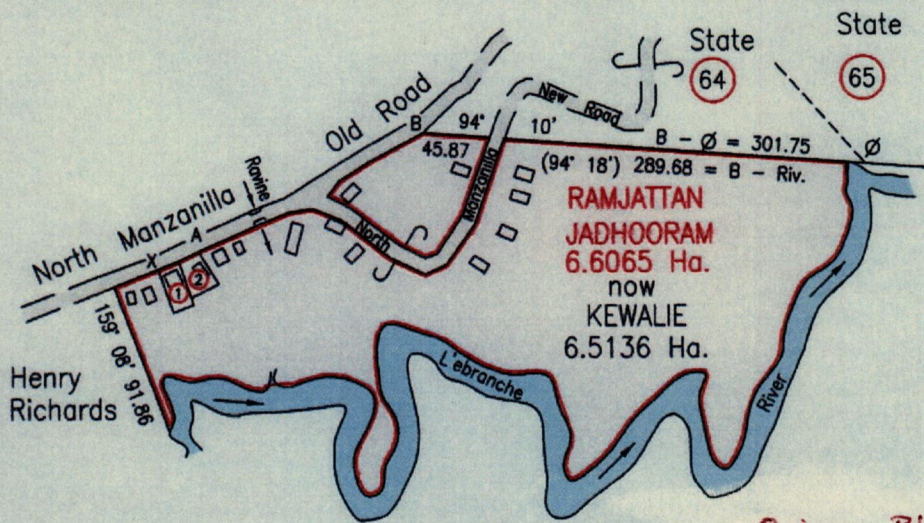 State
64
State
65
Old Road
New Road
B
94°
10'
B - Ø = 301.75
Ø
45.87
(94° 18') 289.68 = B - Riv.
Ravine
Manzanilla
North
North Manzanilla
X
A
1
2
RAMJATTAN
JADHOORAM
6.6065 Ha.
now
KEWALIE
6.5136 Ha.
159° 08' 91.86
Henry
Richards
L'ebranche
River